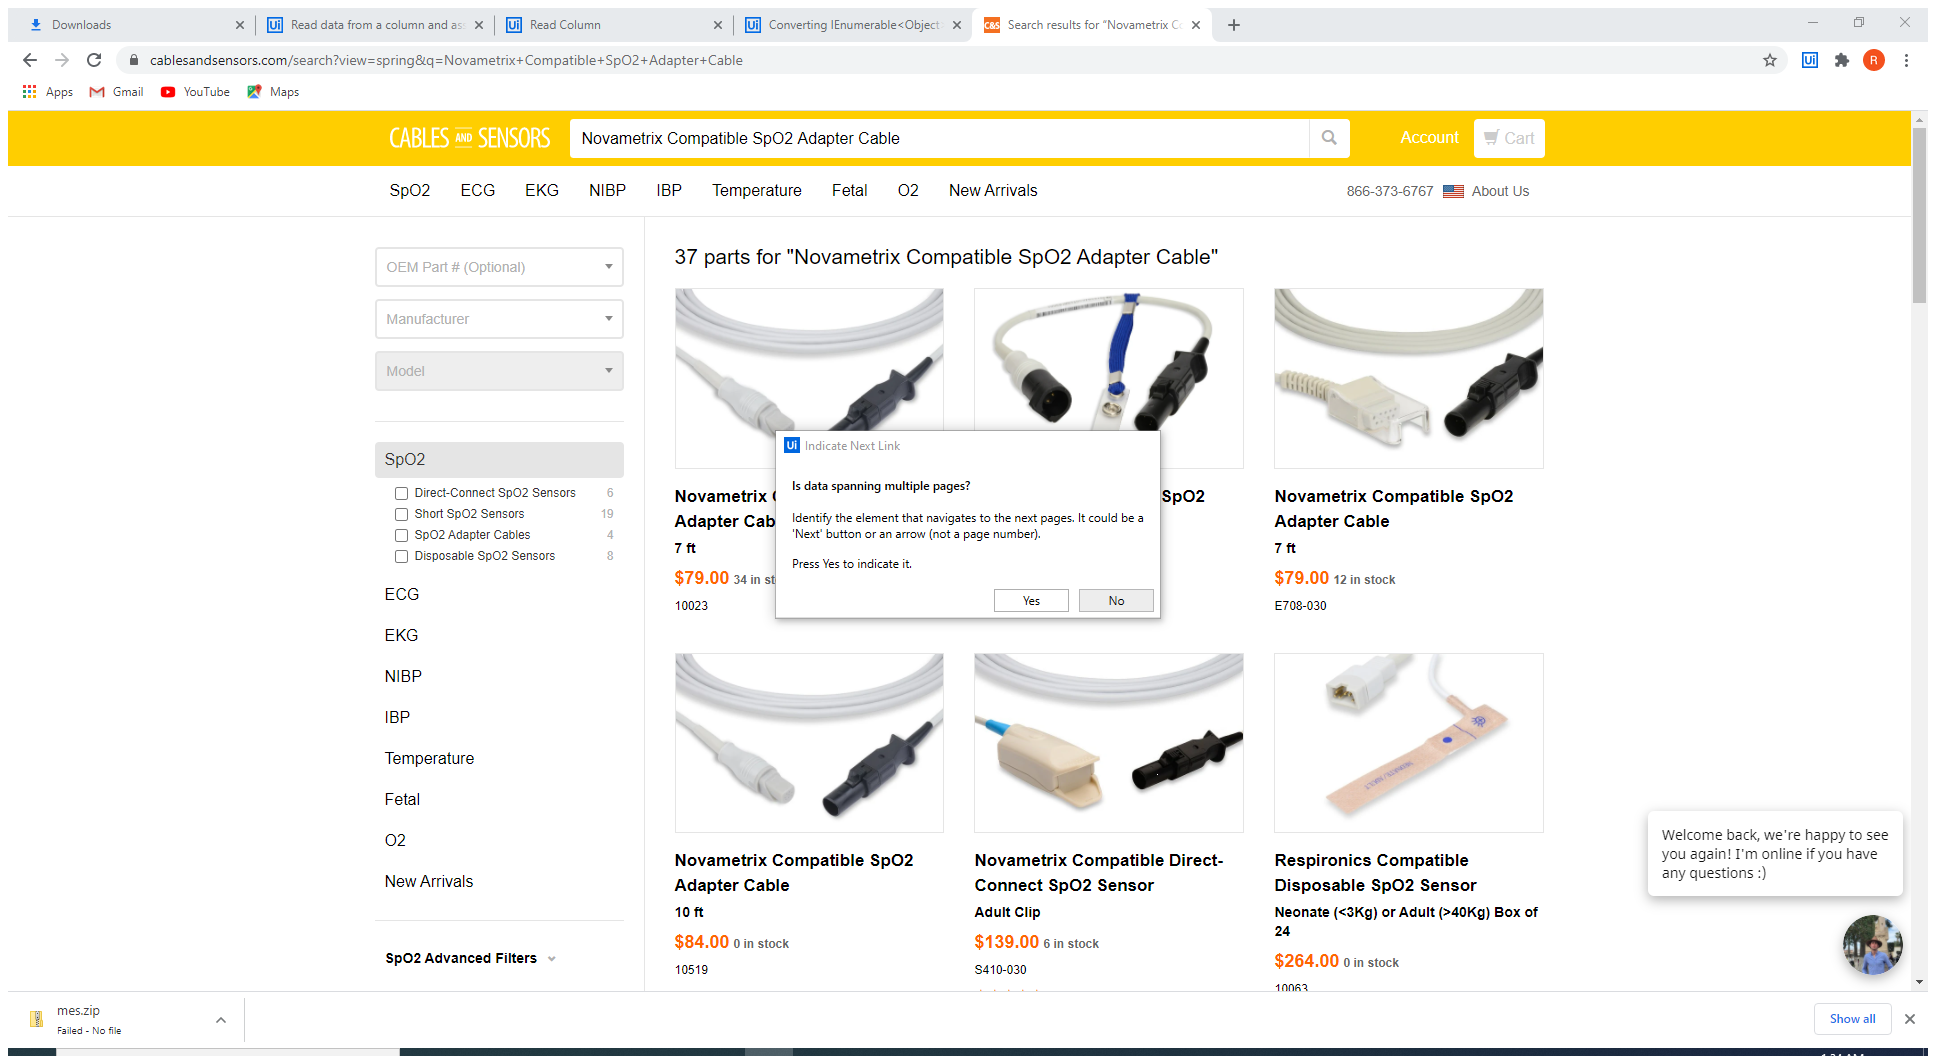 Downloads
Read data from a column and as
Read Column
Converting IEnumerable<Object
C&S
Search results for "Novametrix C
cablesandsensors.com/search?view=spring&q=Novametrix+Compatible+SpO2+Adapter+Cable
Ui
R
Apps
Gmail
YouTube
Maps
CABLES AND SENSORS
Novametrix Compatible SpO2 Adapter Cable
Account
Cart
SpO2
ECG
EKG
NIBP
IBP
Temperature
Fetal
O2
New Arrivals
866-373-6767
About Us
OEM Part # (Optional)
Manufacturer
Model
SpO2
Direct-Connect SpO2 Sensors 6
Short SpO2 Sensors 19
SpO2 Adapter Cables 4
Disposable SpO2 Sensors 8
ECG
EKG
NIBP
IBP
Temperature
Fetal
O2
New Arrivals
SpO2 Advanced Filters
37 parts for "Novametrix Compatible SpO2 Adapter Cable"
Novametrix
Adapter Cab
7 ft
$79.00 34 in st
10023
SpO2
Novametrix Compatible SpO2
Adapter Cable
7 ft
$79.00 12 in stock
E708-030
Ui Indicate Next Link
Is data spanning multiple pages?
Identify the element that navigates to the next pages. It could be a
'Next' button or an arrow (not a page number).
Press Yes to indicate it.
Yes
No
Novametrix Compatible SpO2
Adapter Cable
10 ft
$84.00 0 in stock
10519
Novametrix Compatible Direct-
Connect SpO2 Sensor
Adult Clip
$139.00 6 in stock
S410-030
Respironics Compatible
Disposable SpO2 Sensor
Neonate (<3Kg) or Adult (>40Kg) Box of
24
$264.00 0 in stock
10063
Welcome back, we're happy to see
you again! I'm online if you have
any questions :)
mes.zip
Failed - No file
Show all